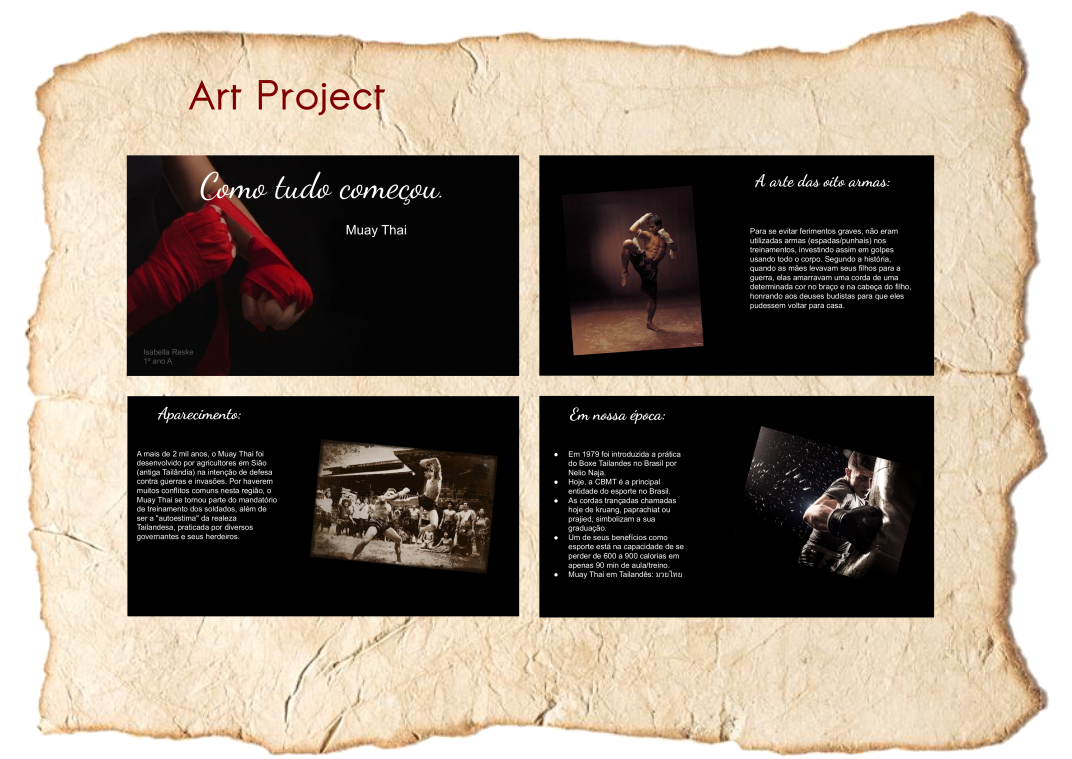 Art Project
Como tudo começou.
Muay Thai
Isabella Reske
1º ano A
A arte das oito armas:
Para se evitar ferimentos graves, não eram
utilizadas armas (espadas/punhais) nos
treinamentos, investindo assim em golpes
usando todo o corpo. Segundo a história,
quando as mães levavam seus filhos para a
guerra, elas amarravam uma corda de uma
determinada cor no braço e na cabeça do filho,
honrando aos deuses budistas para que eles
pudessem voltar para casa.
Aparecimento:
A mais de 2 mil anos, o Muay Thai foi
desenvolvido por agricultores em Sião
(antiga Tailândia) na intenção de defesa
contra guerras e invasões. Por haverem
muitos conflitos comuns nesta região, o
Muay Thai se tornou parte do mandatório
de treinamento dos soldados, além de
ser a "autoestima" da realeza
Tailandesa, praticada por diversos
governantes e seus herdeiros.
Em nossa época:
● Em 1979 foi introduzida a prática
do Boxe Tailandes no Brasil por
Nelio Naja.
● Hoje, a CBMT é a principal
entidade do esporte no Brasil.
● As cordas trançadas chamadas
hoje de kruang, paprachiat ou
prajied, simbolizam a sua
graduação.
● Um de seus benefícios como
esporte está na capacidade de se
perder de 600 a 900 calorias em
apenas 90 min de aula/treino.
● Muay Thai em Tailandês: มวยไทย